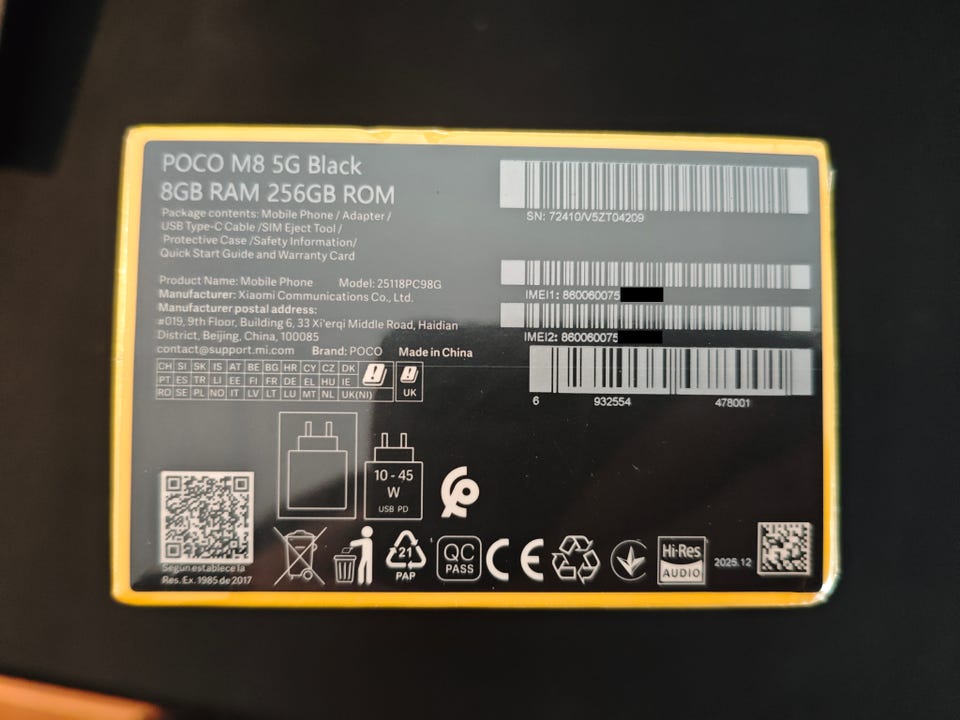 POCO M8 5G Black
8GB RAM 256GB ROM
Package contents: Mobile Phone / Adapter /
USB Type-C Cable /SIM Eject Tool /
Protective Case /Safety Information/
Quick Start Guide and Warranty Card
Product Name: Mobile Phone Model: 25118PC98G
Manufacturer: Xiaomi Communications Co., Ltd.
Manufacturer postal address:
#019, 9th Floor, Building 6, 33 Xi'erqi Middle Road, Haidian
District, Beijing, China, 100085
contact@support.mi.com Brand: POCO Made in China
CH SI SK IS AT BE BG HR CY CZ DK
PT ES TR LI EE FI FR DE EL HU IE
RO SE PL NO IT LV LT LU MT NL UK(NI)
UK
SN: 72410/V5ZT04209
IMEI1: 860060075
IMEI2: 860060075
6 932554 478001
10 - 45
W
USB PD
Según establece la
Res. Ex. 1985 de 2017
21
PAP
QC
PASS
CE
Hi-Res
AUDIO
2025.12